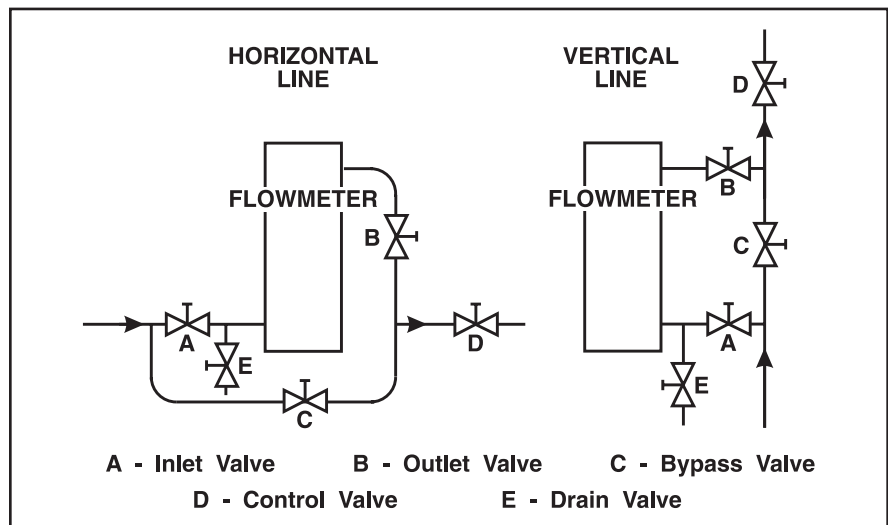 HORIZONTAL
LINE
VERTICAL
LINE
D
FLOWMETER
B
FLOWMETER
B
C
A
E
D
A
E
C
A - Inlet Valve B - Outlet Valve C - Bypass Valve
D - Control Valve E - Drain Valve